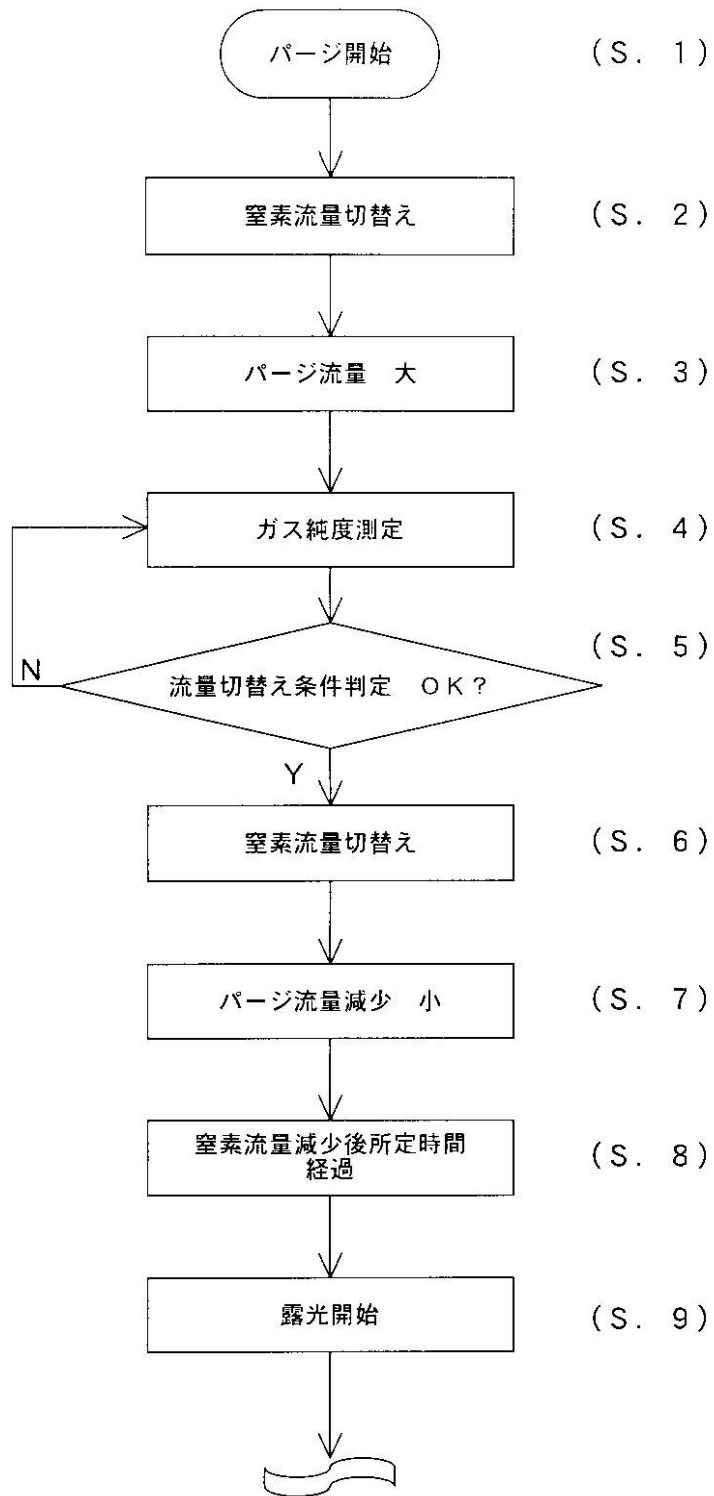 パージ開始 (S. 1)
窒素流量切替え (S. 2)
パージ流量 大 (S. 3)
ガス純度測定 (S. 4)
流量切替え条件判定 OK? (S. 5)
N
Y
窒素流量切替え (S. 6)
パージ流量減少 小 (S. 7)
窒素流量減少後所定時間 (S. 8)
経過
露光開始 (S. 9)